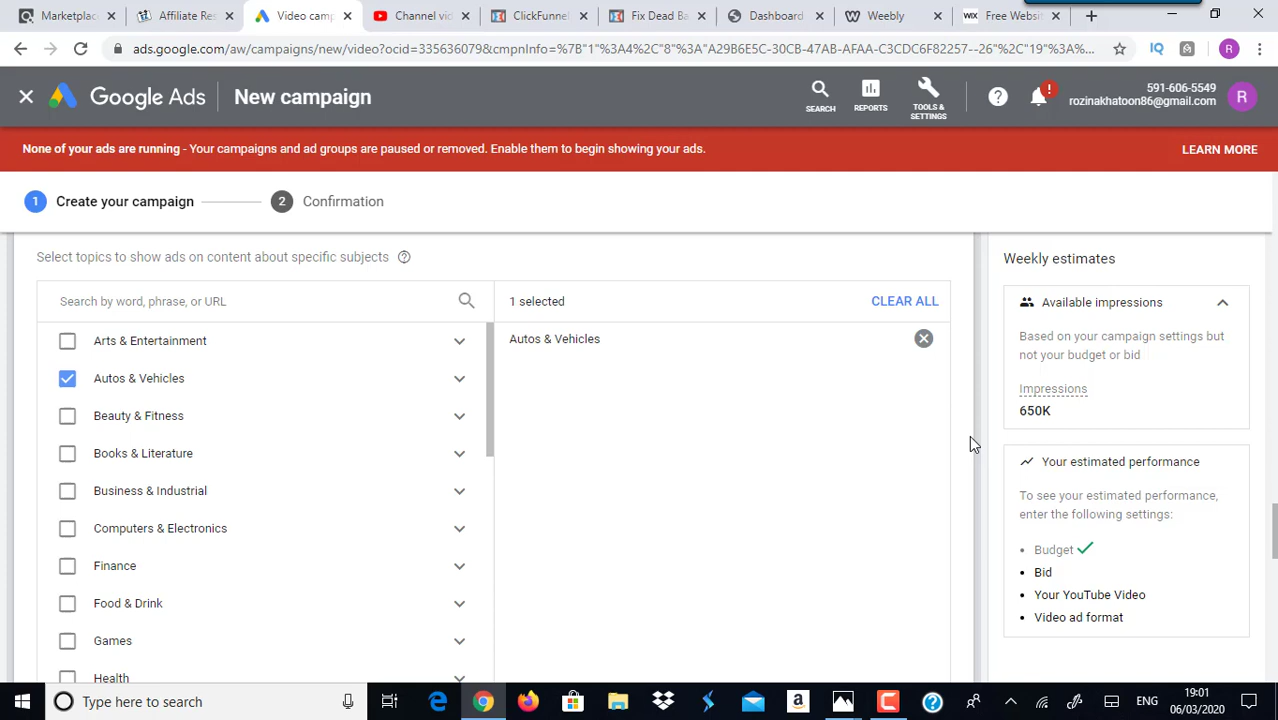 Marketplac
Affiliate Res
Video camp
Channel vid
ClickFunnel
Fix Dead Ba
Dashboard
Weebly
WIX Free Websit
ads.google.com/aw/campaigns/new/video?ocid=335636079&cmpnInfo=%7B"1"%3A4%2C"8"%3A"A29B6E5C-30CB-47AB-AFAA-C3CDC6F82257--26"%2C"19"%3A%...
IQ
R
Google Ads
New campaign
SEARCH
REPORTS
TOOLS & SETTINGS
591-606-5549
rozinakhatoon86@gmail.com
R
None of your ads are running - Your campaigns and ad groups are paused or removed. Enable them to begin showing your ads.
LEARN MORE
1 Create your campaign
2 Confirmation
Select topics to show ads on content about specific subjects
Search by word, phrase, or URL
1 selected
CLEAR ALL
Arts & Entertainment
Autos & Vehicles
Autos & Vehicles
Beauty & Fitness
Books & Literature
Business & Industrial
Computers & Electronics
Finance
Food & Drink
Games
Health
Weekly estimates
Available impressions
Based on your campaign settings but
not your budget or bid
Impressions
650K
Your estimated performance
To see your estimated performance,
enter the following settings:
• Budget
• Bid
• Your YouTube Video
• Video ad format
Type here to search
ENG
19:01
06/03/2020